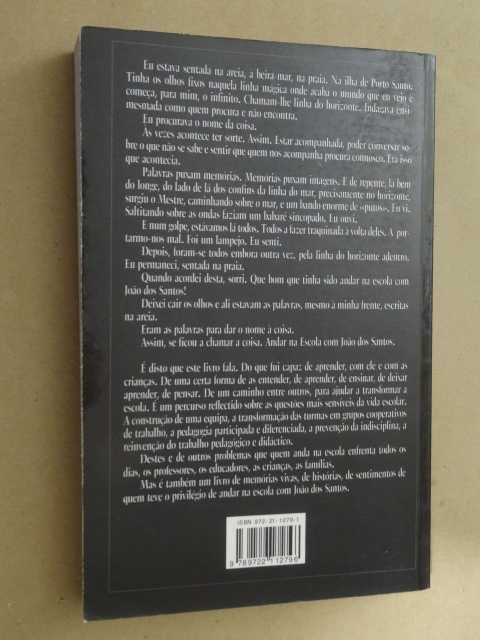 Eu estava sentada na areia, à beira-mar, na praia. Na ilha de Porto Santo.
Tinha os olhos fixos naquela linha mágica onde acaba o mundo que eu vejo e
começa, para mim, o infinito. Chamam-lhe linha do horizonte. Indagava ensi-
mesmada como quem procura e não encontra.
Eu procurava o nome da coisa.
Às vezes acontece ter sorte. Assim. Estar acompanhada, poder conversar so-
bre o que não se sabe e sentir que quem nos acompanha procura connosco. Era isso
que acontecia.
Palavras puxam memórias. Memórias puxam imagens. E de repente, lá bem
do longe, do lado de lá dos confins da linha do mar, precisamente no horizonte,
surgiu o Mestre, caminhando sobre o mar, e um bando enorme de «putos». Eu vi.
Saltitando sobre as ondas faziam um banzé sincopado. Eu ouvi.
E num golpe, estávamos lá todos. Todos a fazer traquinada à volta deles. A por-
tarmo-nos mal. Foi um lampejo. Eu senti.
Depois, foram-se todos embora outra vez, pela linha do horizonte adentro.
Eu permaneci, sentada na praia.
Quando acordei desta, sorri. Que bom que tinha sido andar na escola com
João dos Santos!
Deixei cair os olhos e ali estavam as palavras, mesmo à minha frente, escritas
na areia.
Eram as palavras para dar o nome à coisa.
Assim, se ficou a chamar a coisa. Andar na Escola com João dos Santos.
É disto que este livro fala. Do que fui capaz: de aprender, com ele e com as
crianças. De uma certa forma de as entender, de aprender, de ensinar, de deixar
aprender, de pensar. De um caminho entre outros, para ajudar a transformar a
escola. É um percurso reflectido sobre as questões mais sensíveis da vida escolar.
A construção de uma equipa, a transformação das turmas em grupos cooperativos
de trabalho, a pedagogia participada e diferenciada, a prevenção da indisciplina, a
reinvenção do trabalho pedagógico e didáctico.
Destes e de outros problemas que quem anda na escola enfrenta todos os
dias, os professores, os educadores, as crianças, as famílias.
Mas é também um livro de memórias vivas, de histórias, de sentimentos de
quem teve o privilégio de andar na escola com João dos Santos.
ISBN 972-21-1279-1
9 789722 112796